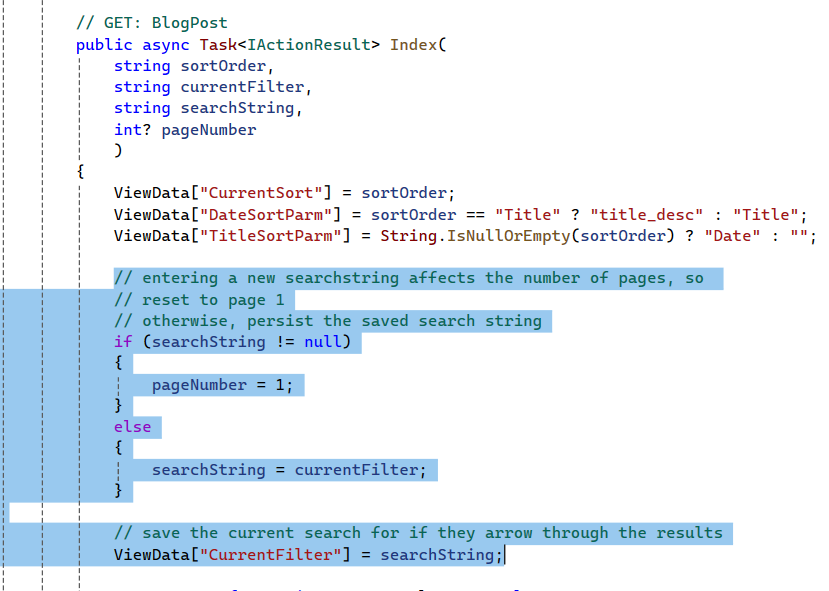 // GET: BlogPost
public async Task<IActionResult> Index(
string sortOrder,
string currentFilter,
string searchString,
int? pageNumber
)
{
ViewData["CurrentSort"] = sortOrder;
ViewData["DateSortParm"] = sortOrder == "Title" ? "title_desc" : "Title";
ViewData["TitleSortParm"] = String.IsNullOrEmpty(sortOrder) ? "Date" : "";
// entering a new searchstring affects the number of pages, so
// reset to page 1
// otherwise, persist the saved search string
if (searchString != null)
{
pageNumber = 1;
}
else
{
searchString = currentFilter;
}
// save the current search for if they arrow through the results
ViewData["CurrentFilter"] = searchString;